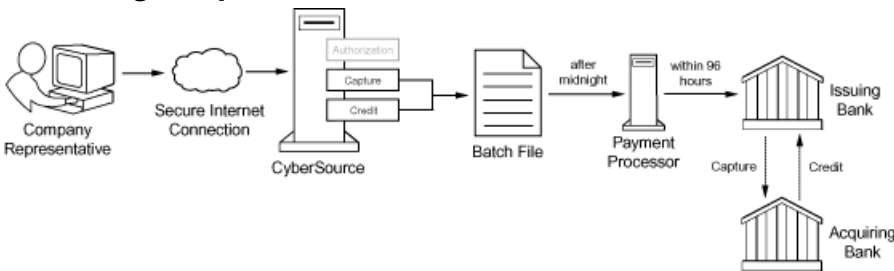 Authorization
Capture
Credit
after
midnight
within 96
hours
Issuing
Bank
Company
Representative
Secure Internet
Connection
CyberSource
Batch File
Payment
Processor
Capture
Credit
Acquiring
Bank